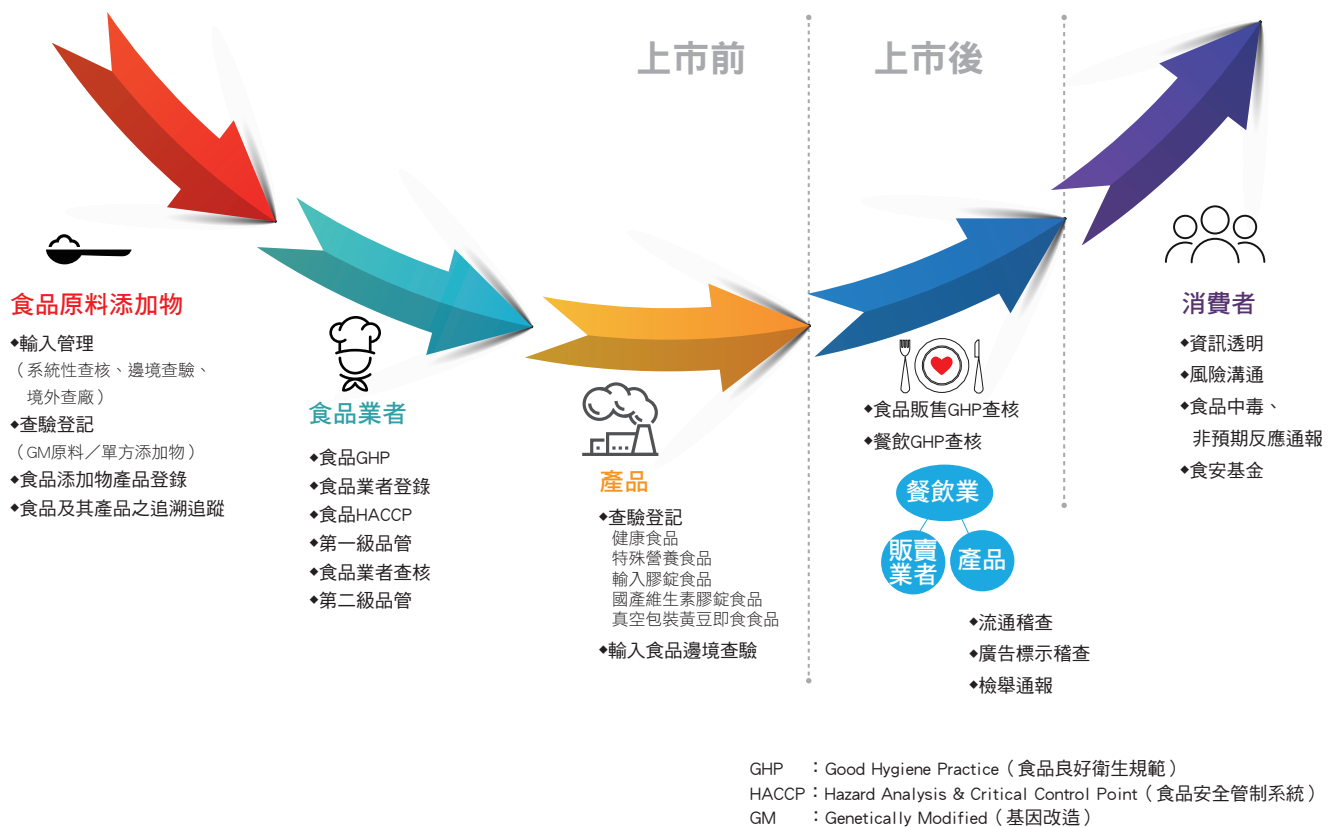 上市前
上市後
食品原料添加物
◆輸入管理
（系統性查核、邊境查驗、
境外查廠）
◆查驗登記
（GM原料／單方添加物）
◆食品添加物產品登錄
◆食品及其產品之追溯追蹤
食品業者
◆食品GHP
◆食品業者登錄
◆食品HACCP
◆第一級品管
◆食品業者查核
◆第二級品管
產品
◆查驗登記
健康食品
特殊營養食品
輸入膠錠食品
國產維生素膠錠食品
真空包裝黃豆即食食品
◆輸入食品邊境查驗
◆食品販售GHP查核
◆餐飲GHP查核
餐飲業
販賣
業者
產品
◆流通稽查
◆廣告標示稽查
◆檢舉通報
消費者
◆資訊透明
◆風險溝通
◆食品中毒、
非預期反應通報
◆食安基金
GHP：Good Hygiene Practice（食品良好衛生規範）
HACCP：Hazard Analysis & Critical Control Point（食品安全管制系統）
GM：Genetically Modified（基因改造）